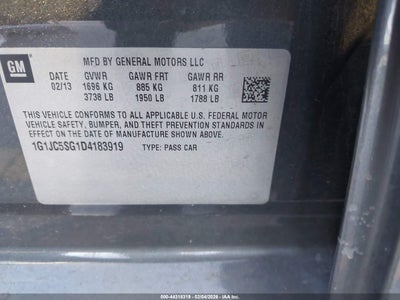 GM
MFD BY GENERAL MOTORS LLC
DATE GVWR GAWR FRT GAWR RR
02/13 1696 KG 885 KG 811 KG
3738 LB 1950 LB 1788 LB
THIS VEHICLE CONFORMS TO ALL APPLICABLE U.S. FEDERAL MOTOR
VEHICLE SAFETY, BUMPER, AND THEFT PREVENTION STANDARDS IN
EFFECT ON THE DATE OF MANUFACTURE SHOWN ABOVE.
1G1JC5SG1D4183919 TYPE: PASS CAR